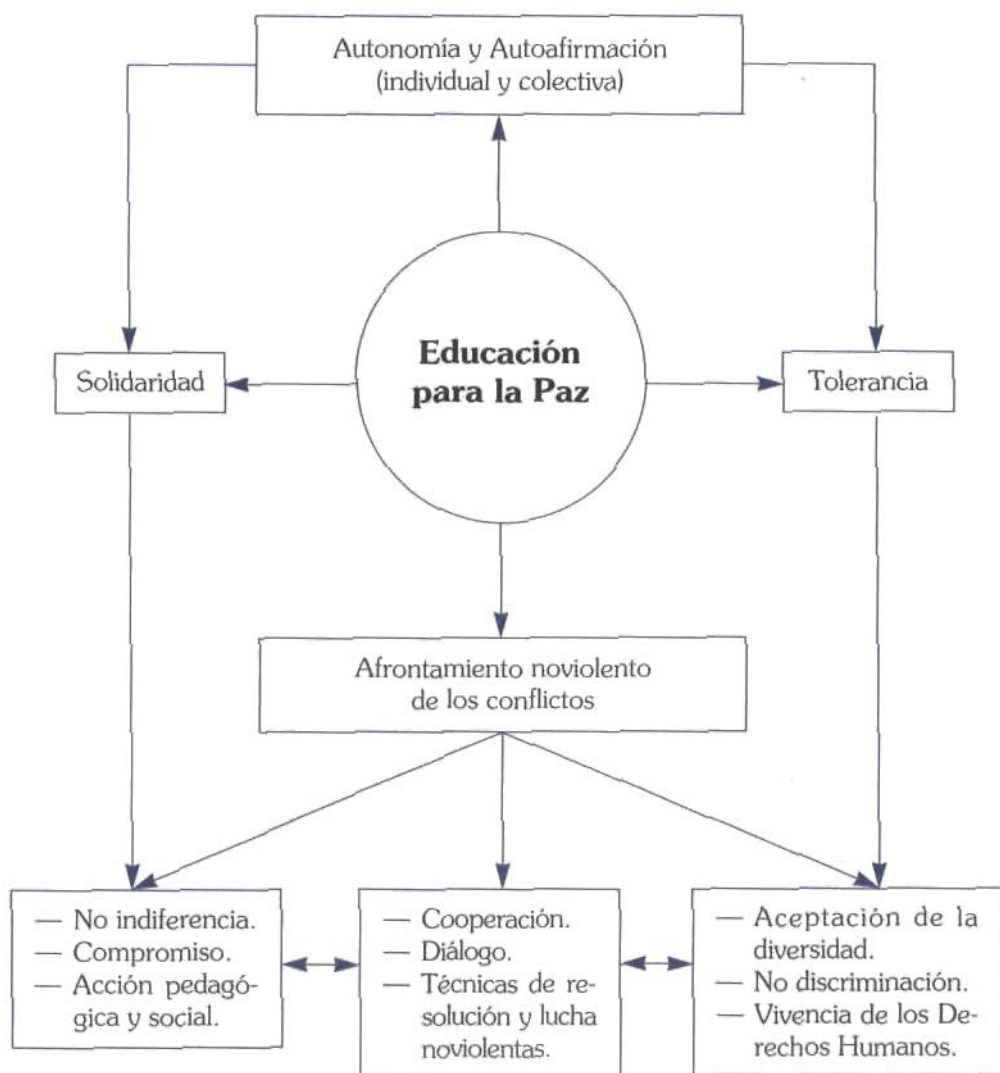 Autonomía y Autoafirmación
(individual y colectiva)
Solidaridad
Educación
para la Paz
Tolerancia
Afrontamiento noviolento
de los conflictos
— No indiferencia.
— Compromiso.
— Acción pedagó-
gica y social.
— Cooperación.
— Diálogo.
— Técnicas de re-
solución y lucha
noviolentas.
— Aceptación de la
diversidad.
— No discriminación.
— Vivencia de los De-
rechos Humanos.